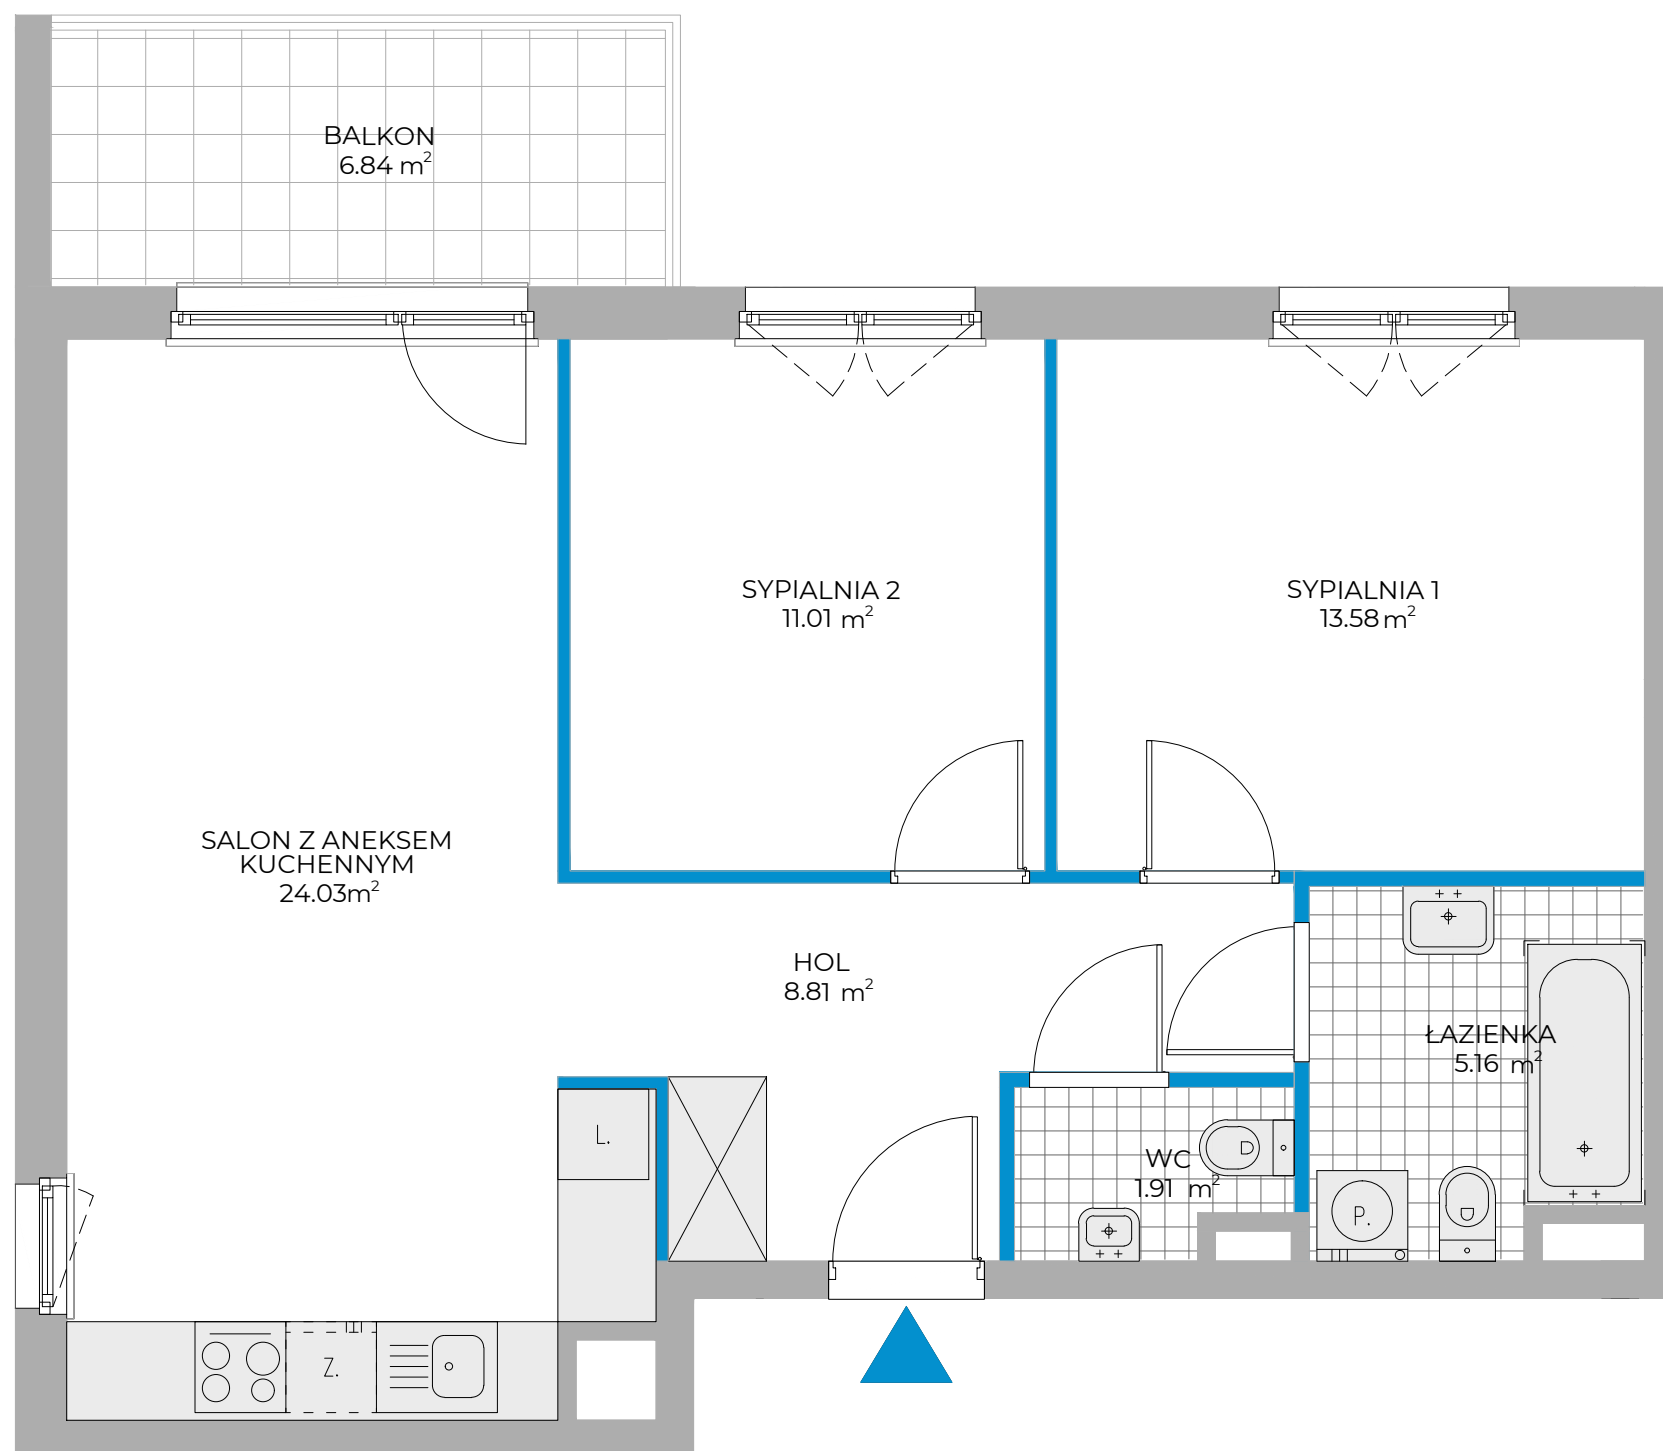 BALKON
6.84 m²
SYPIALNIA 2
11.01 m²
SYPIALNIA 1
13.58 m²
SALON Z ANEKSEM
KUCHENNYM
24.03m²
HOL
8.81 m²
ŁAZIENKA
5.16 m²
L.
WC
1.91 m²
P.
Z.